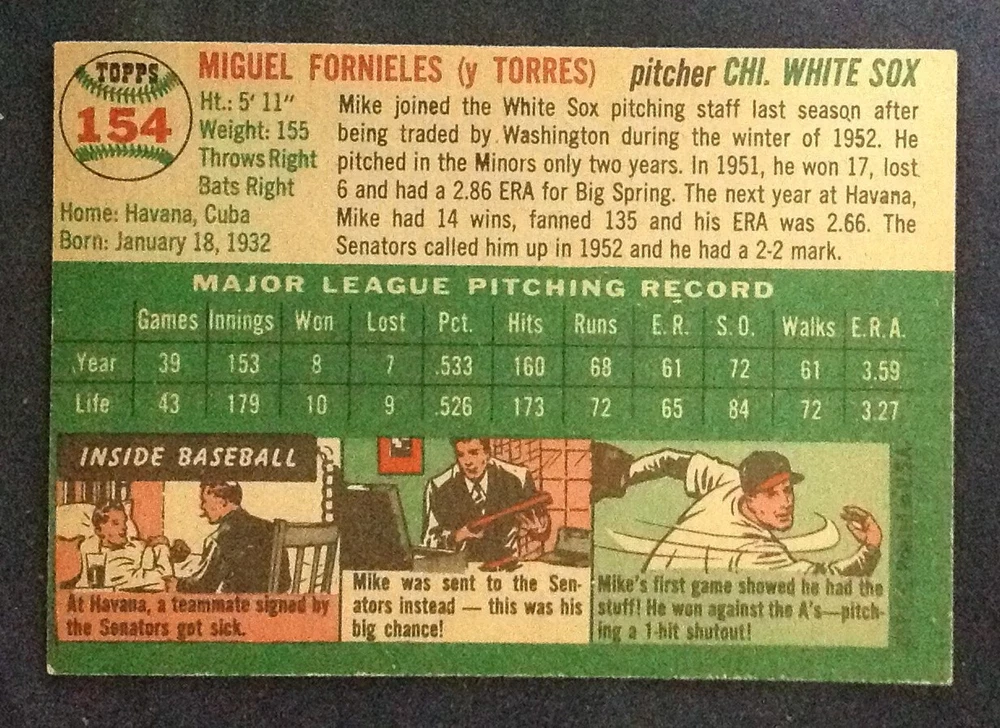 TOPPS
154
MIGUEL FORNIELES (y TORRES) pitcher CHI. WHITE SOX
Ht.: 5' 11"
Weight: 155
Throws Right
Bats Right
Home: Havana, Cuba
Born: January 18, 1932
Mike joined the White Sox pitching staff last season after
being traded by Washington during the winter of 1952. He
pitched in the Minors only two years. In 1951, he won 17, lost
6 and had a 2.86 ERA for Big Spring. The next year at Havana,
Mike had 14 wins, fanned 135 and his ERA was 2.66. The
Senators called him up in 1952 and he had a 2-2 mark.
MAJOR LEAGUE PITCHING RECORD
Games Innings Won Lost Pct. Hits Runs E.R. S.O. Walks E.R.A.
Year 39 153 8 7 .533 160 68 61 72 61 3.59
Life 43 179 10 9 .526 173 72 65 84 72 3.27
INSIDE BASEBALL
At Havana, a teammate signed by
the Senators got sick.
Mike was sent to the Sen-
ators instead — this was his
big chance!
Mike's first game showed he had the
stuff! He won against the A's—pitch-
ing a 1-hit shutout!